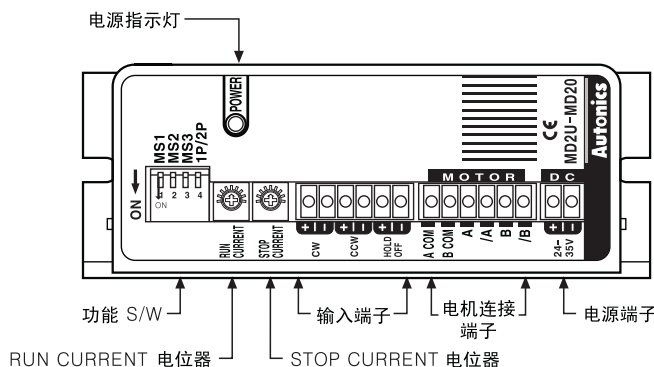 电源指示灯
POWER
MS1
MS2
MS3
1P/2P
ON
1 2 3 4
ON
RUN CURRENT
STOP CURRENT
+ - + - + -
CW
CCW
HOLD OFF
MOTOR
A COM
B COM
A
/A
B
/B
DC
+ -
24-35V
CE
MD2U-MD20
Autonics
功能 S/W
输入端子
电机连接
端子
电源端子
RUN CURRENT 电位器
STOP CURRENT 电位器